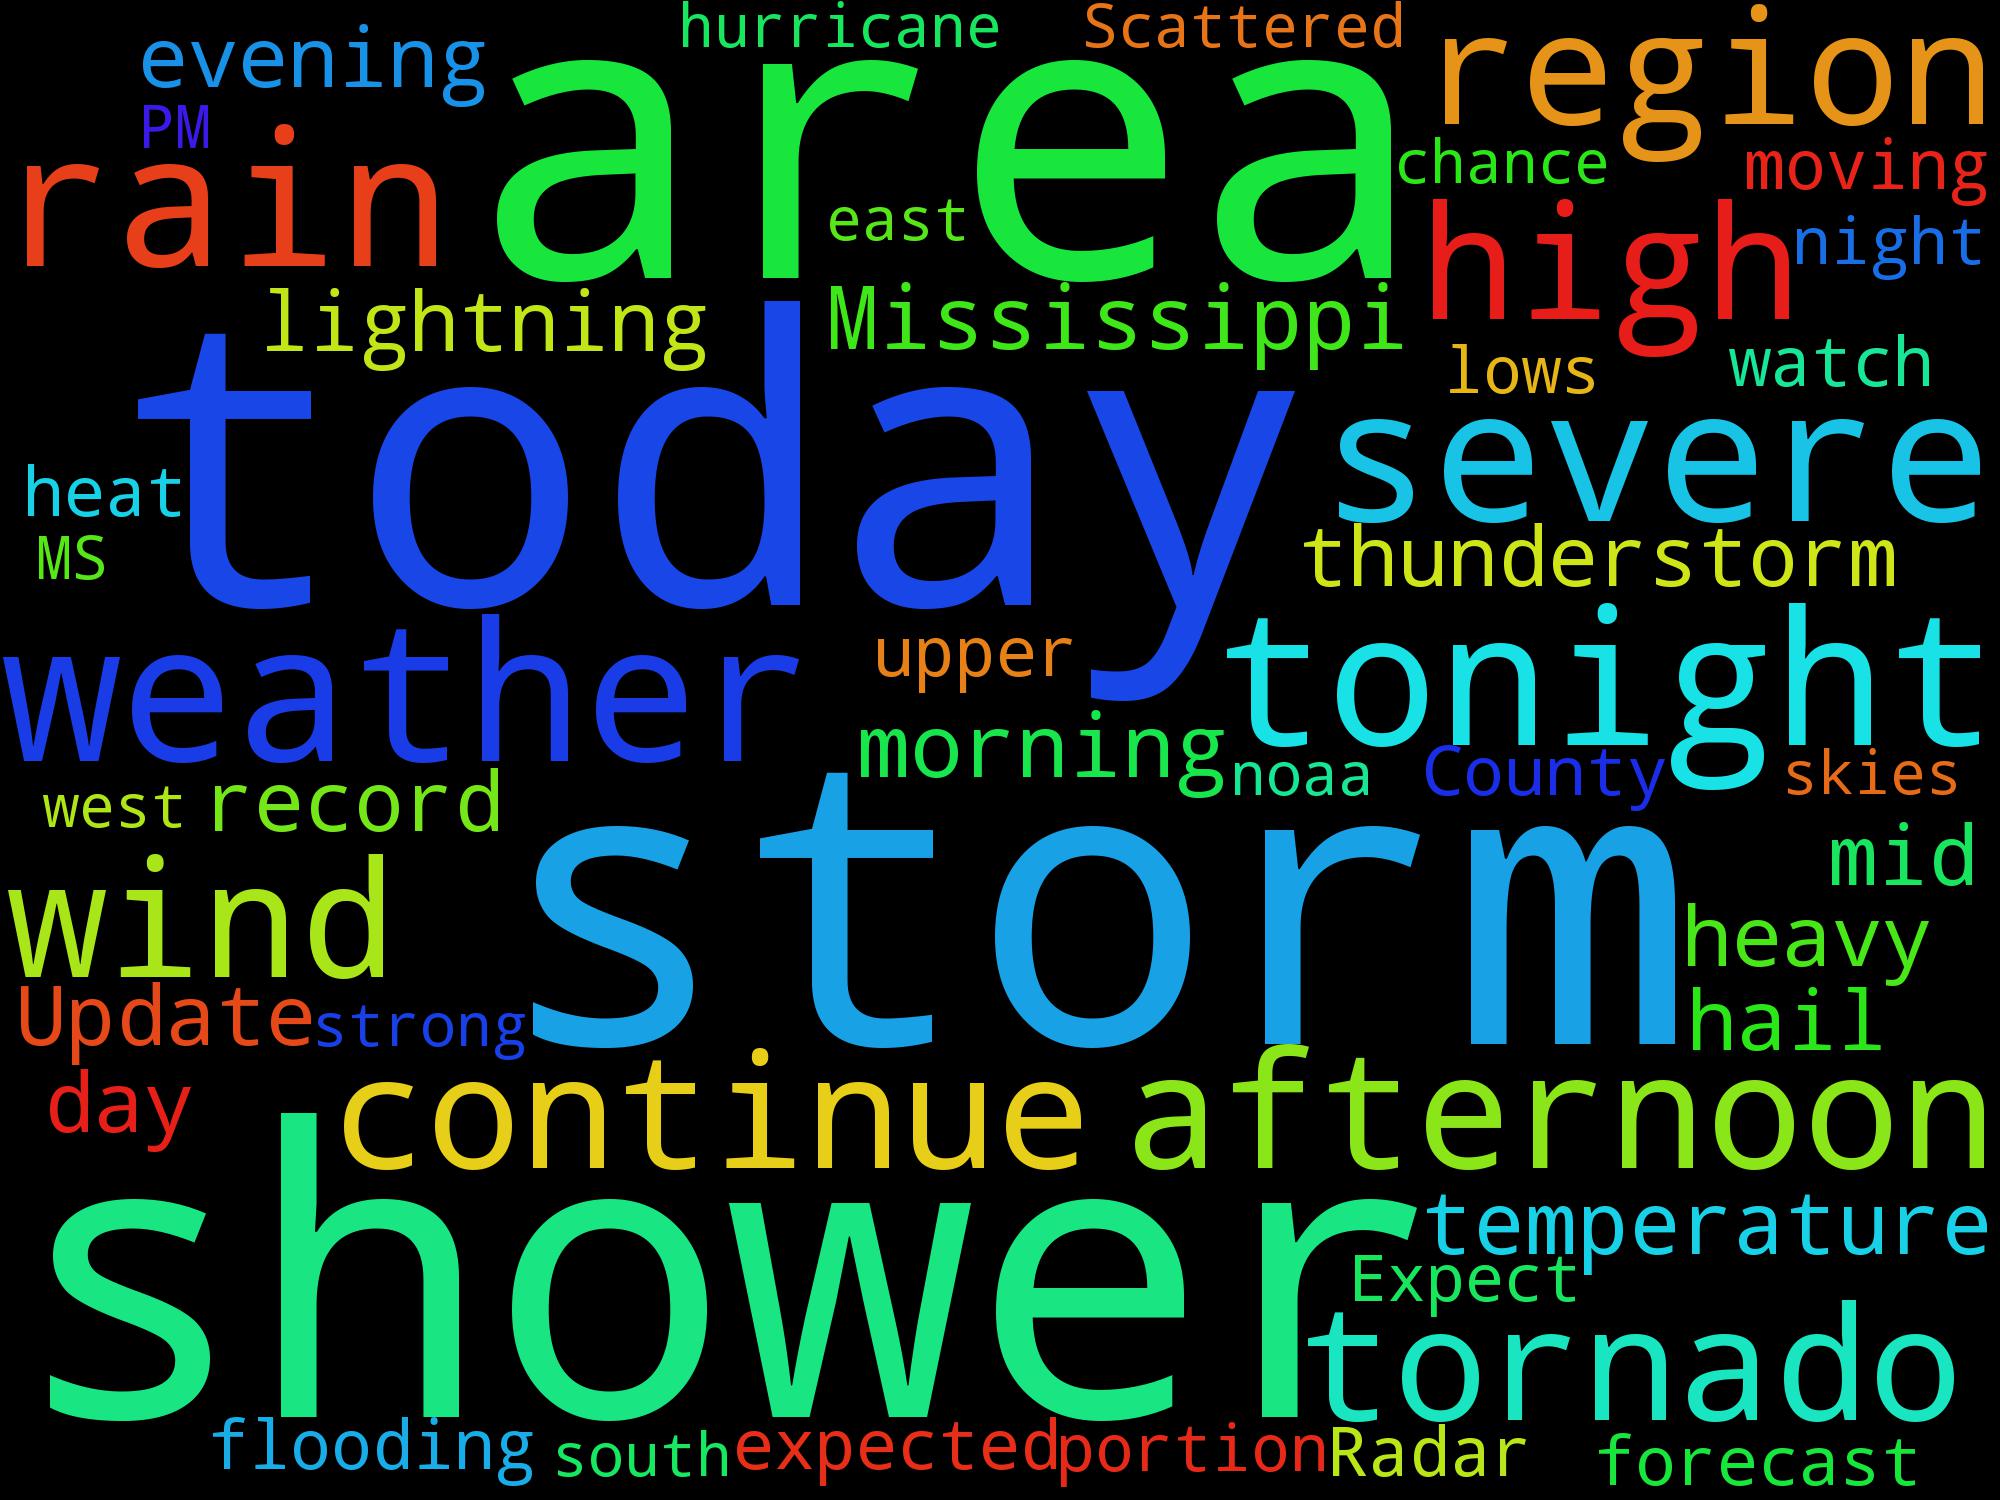 hurricane Scattered
evening area region
PM
rain chance moving
east high night
lightning Mississippi
today lows watch
severe
heat
MS thunderstorm
weather upper tonight
morning noaa County skies
west record
storm mid
wind heavy
Update strong hail
day continue afternoon
shower temperature
Expect
tornado
flooding south expected portion Radar forecast